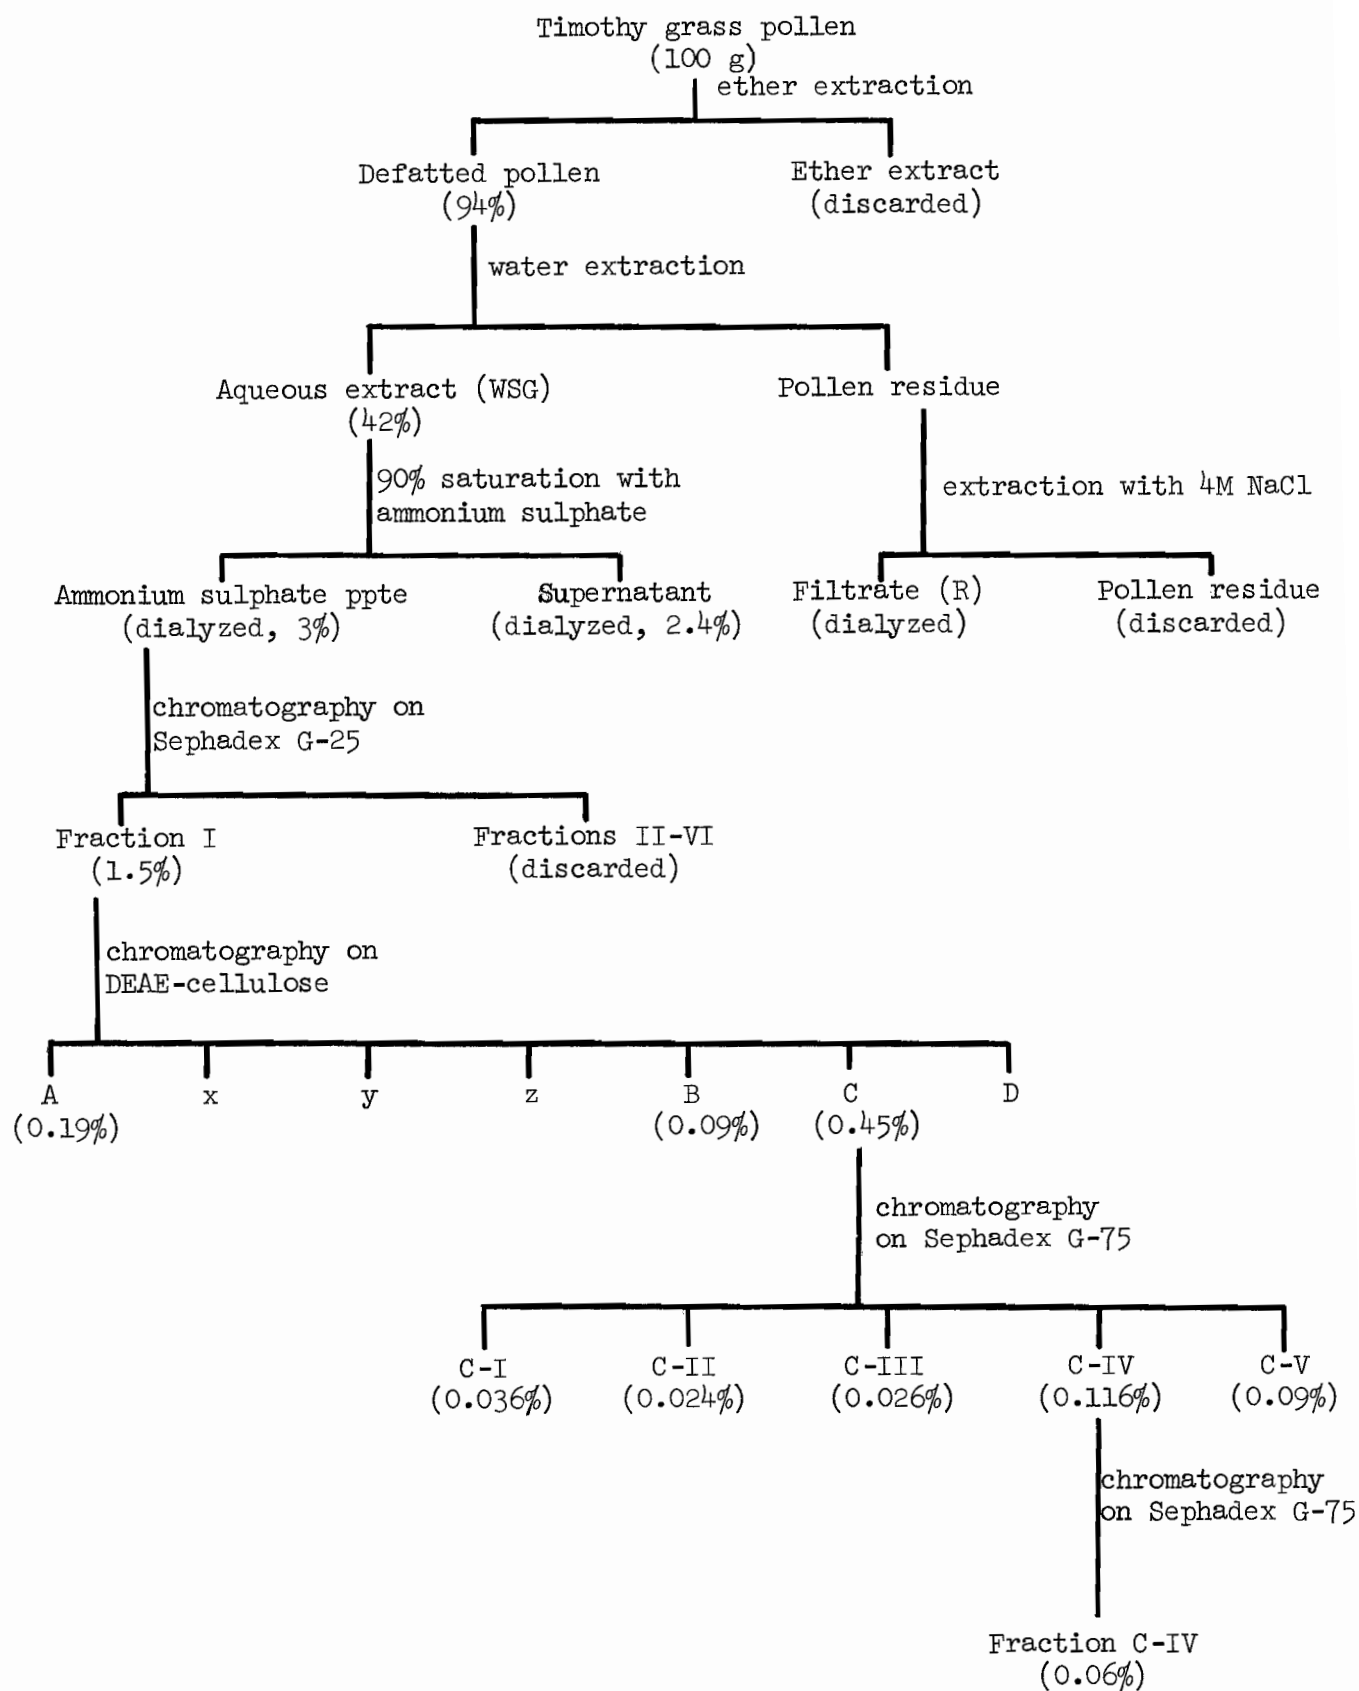 Timothy grass pollen
(100 g)
ether extraction
Defatted pollen
(94%)
Ether extract
(discarded)
water extraction
Aqueous extract (WSG)
(42%)
Pollen residue
90% saturation with
ammonium sulphate
extraction with 4M NaCl
Ammonium sulphate ppte
(dialyzed, 3%)
Supernatant
(dialyzed, 2.4%)
Filtrate (R)
(dialyzed)
Pollen residue
(discarded)
chromatography on
Sephadex G-25
Fraction I
(1.5%)
Fractions II-VI
(discarded)
chromatography on
DEAE-cellulose
A
(0.19%)
x
y
z
B
(0.09%)
C
(0.45%)
D
chromatography
on Sephadex G-75
C-I
(0.036%)
C-II
(0.024%)
C-III
(0.026%)
C-IV
(0.116%)
C-V
(0.09%)
chromatography
on Sephadex G-75
Fraction C-IV
(0.06%)